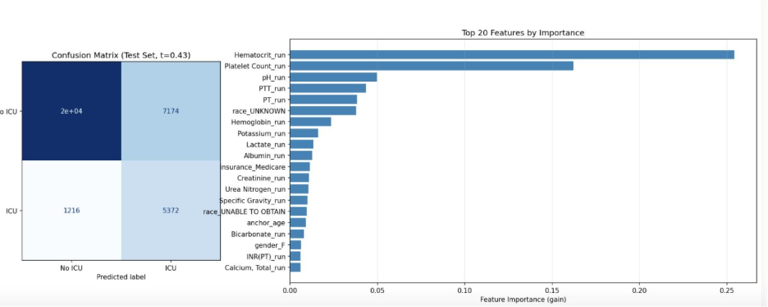 Confusion Matrix (Test Set, t=0.43)
o ICU
2e+04
7174
ICU
1216
5372
No ICU
ICU
Predicted label
Top 20 Features by Importance
Hematocrit_run
Platelet Count_run
pH_run
PTT_run
PT_run
race_UNKNOWN
Hemoglobin_run
Potassium_run
Lactate_run
Albumin_run
insurance_Medicare
Creatinine_run
Urea Nitrogen_run
Specific Gravity_run
race_UNABLE TO OBTAIN
anchor_age
Bicarbonate_run
gender_F
INR(PT)_run
Calcium, Total_run
0.00
0.05
0.10
0.15
0.20
0.25
Feature Importance (gain)